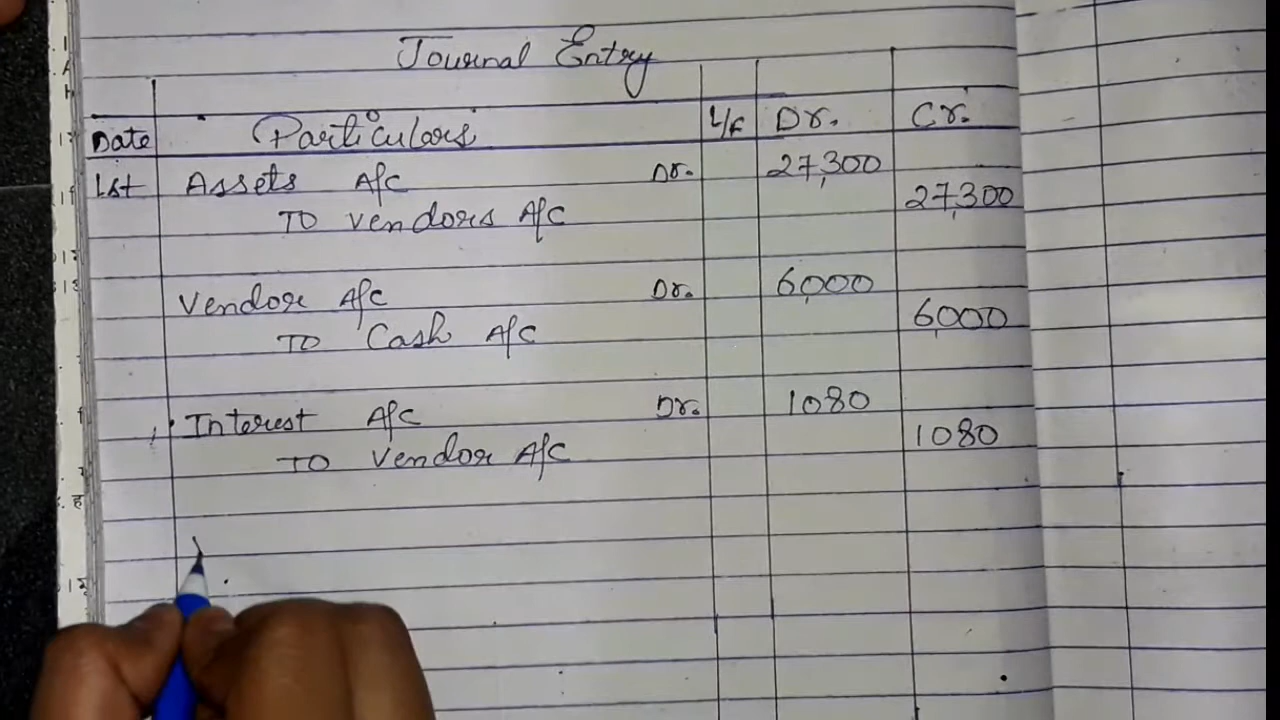 Journal Entry
Date Particulars L/F Dr. Cr.
1st Assets A/C Dr. 27,300
To vendors A/C 27,300
Vendor A/C Dr. 6,000
To Cash A/C 6,000
Interest A/C Dr. 1080
To Vendor A/C 1080